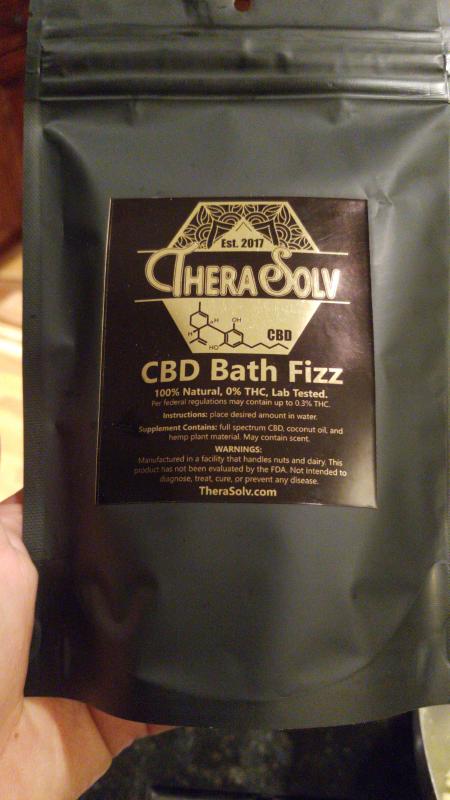 Est. 2017
THERASOLV
H
H
OH
HO
CBD
CBD Bath Fizz
100% Natural, 0% THC, Lab Tested.
Per federal regulations may contain up to 0.3% THC.
Instructions: place desired amount in water.
Supplement Contains: full spectrum CBD, coconut oil, and
hemp plant material. May contain scent.
WARNINGS:
Manufactured in a facility that handles nuts and dairy. This
product has not been evaluated by the FDA. Not intended to
diagnose, treat, cure, or prevent any disease.
TheraSolv.com